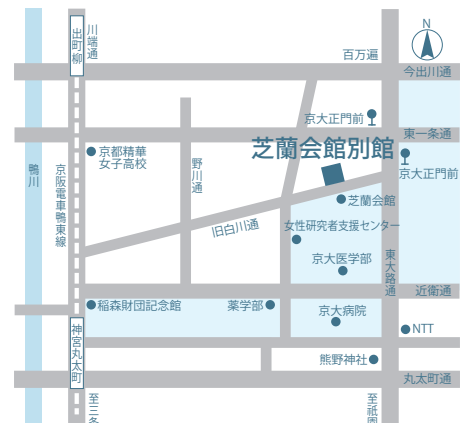 N
出町柳
川端通
百万遍
今出川通
京大正門前
東一条通
芝蘭会館別館
京都精華
女子高校
京大正門前
鴨川
京阪電車鴨東線
野川通
芝蘭会館
旧白川通
女性研究者支援センター
京大医学部
東大路通
近衛通
稲森財団記念館
薬学部
京大病院
神宮丸太町
NTT
熊野神社
丸太町通
至三条
至祇園